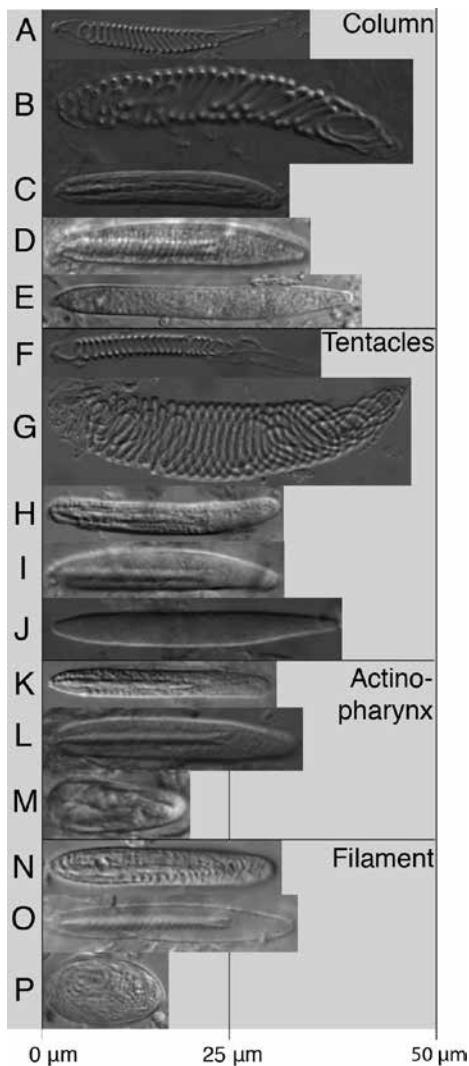 A Column
B
C
D
E
F Tentacles
G
H
I
J
K Actino-
pharynx
L
M
N Filament
O
P
0 µm 25 µm 50 µm